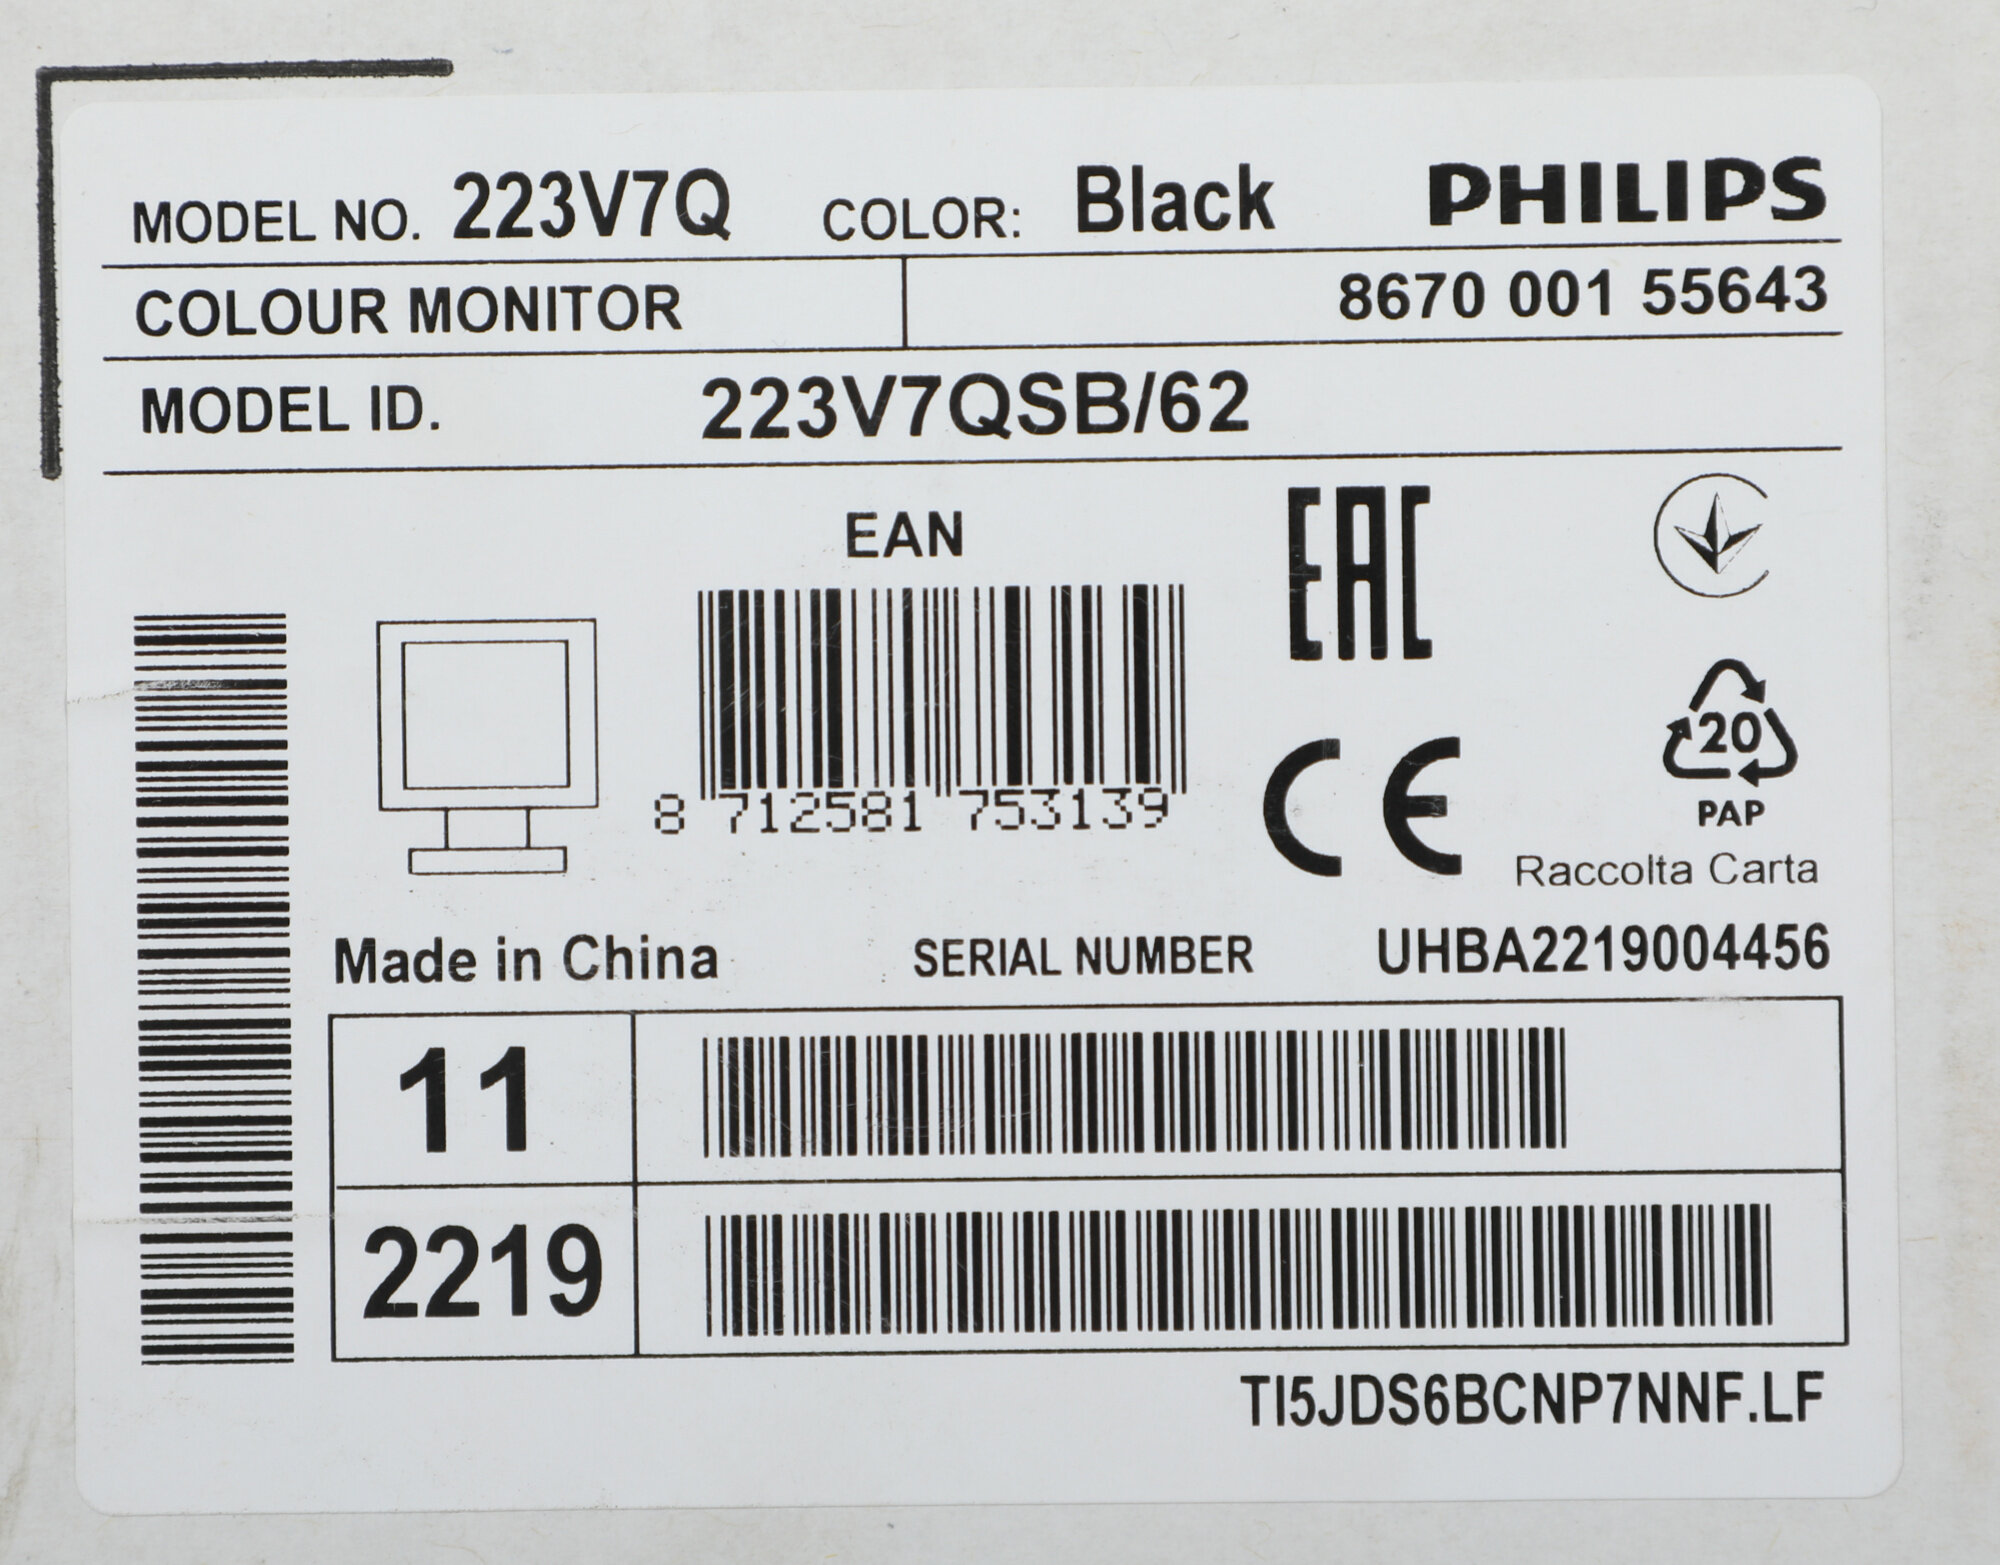 MODEL NO. 223V7Q COLOR: Black PHILIPS
COLOUR MONITOR 8670 001 55643
MODEL ID. 223V7QSB/62
EAN
EAC
8 712581 753139
CE
20
PAP
Raccolta Carta
Made in China SERIAL NUMBER UHBA2219004456
11
2219
TI5JDS6BCNP7NNF.LF